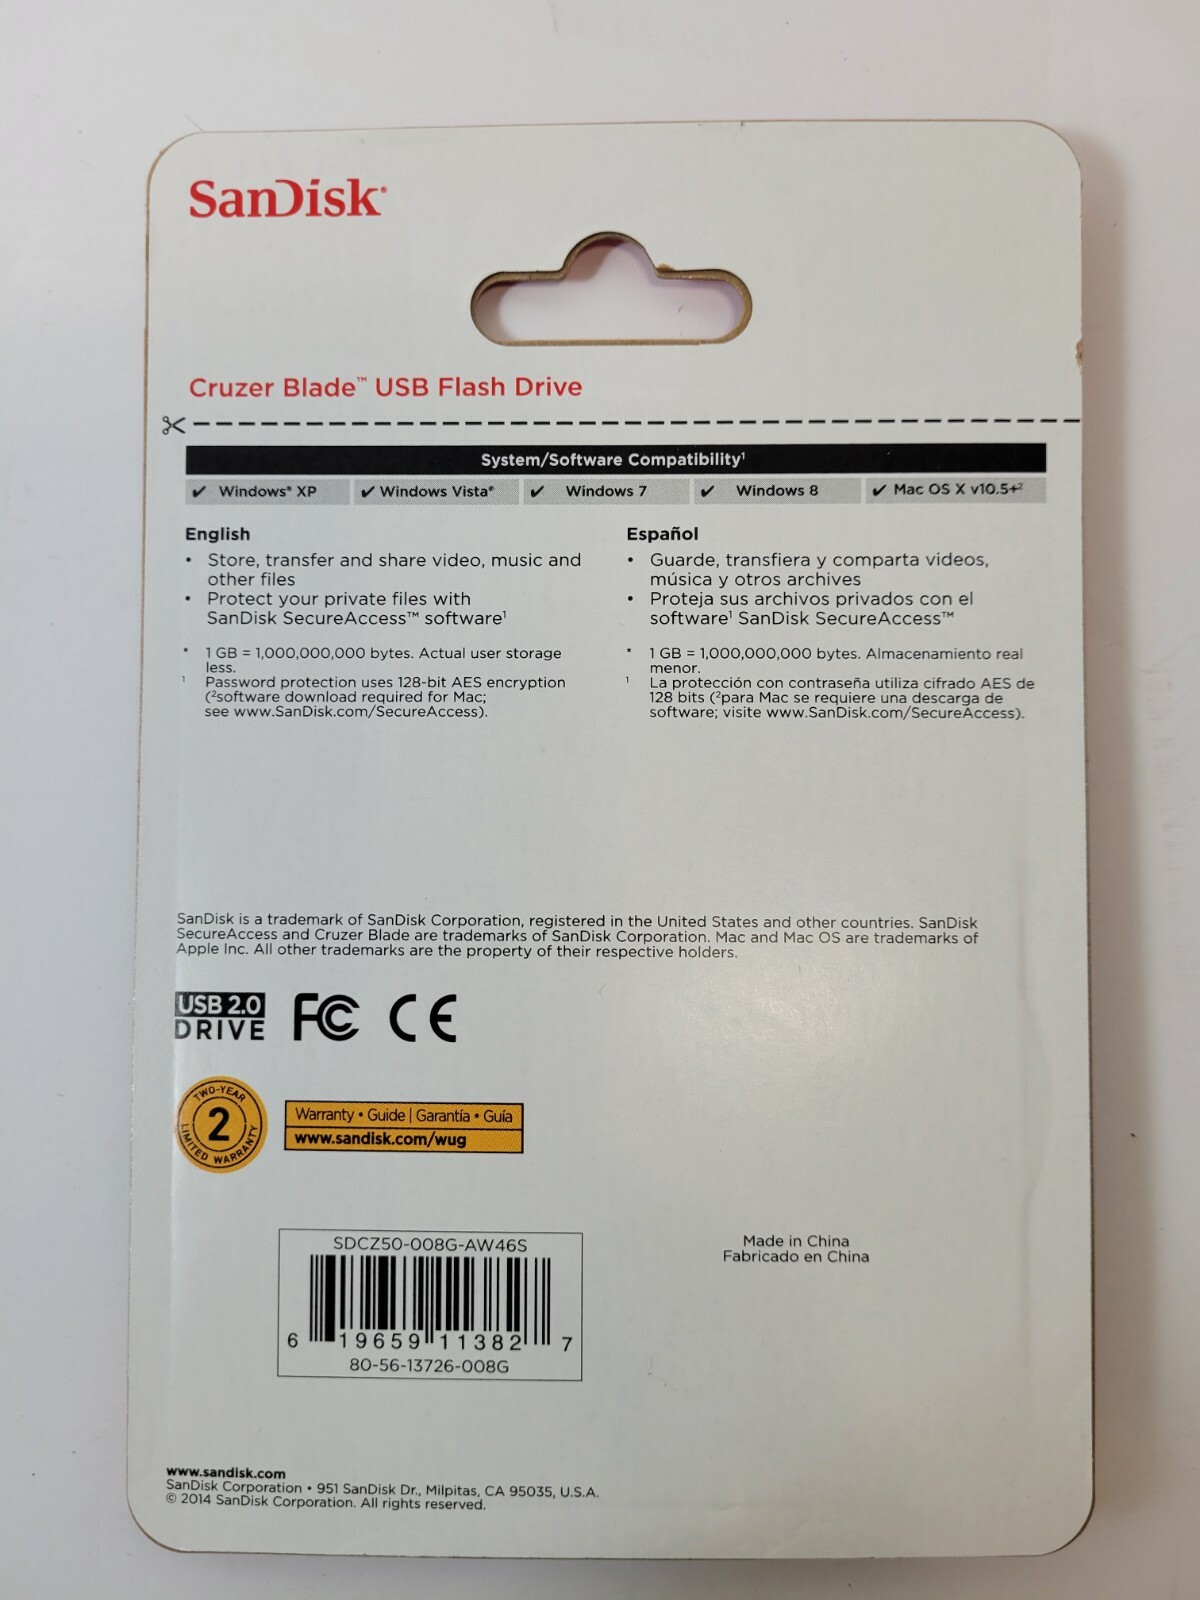 SanDisk®
Cruzer Blade™ USB Flash Drive
System/Software Compatibility¹
✔ Windows® XP ✔ Windows Vista® ✔ Windows 7 ✔ Windows 8 ✔ Mac OS X v10.5+²
English
• Store, transfer and share video, music and
other files
• Protect your private files with
SanDisk SecureAccess™ software¹
* 1 GB = 1,000,000,000 bytes. Actual user storage
less.
¹ Password protection uses 128-bit AES encryption
(²software download required for Mac;
see www.SanDisk.com/SecureAccess).
Español
• Guarde, transfiera y comparta videos,
música y otros archives
• Proteja sus archivos privados con el
software¹ SanDisk SecureAccess™
* 1 GB = 1,000,000,000 bytes. Almacenamiento real
menor.
¹ La protección con contraseña utiliza cifrado AES de
128 bits (²para Mac se requiere una descarga de
software; visite www.SanDisk.com/SecureAccess).
SanDisk is a trademark of SanDisk Corporation, registered in the United States and other countries. SanDisk
SecureAccess and Cruzer Blade are trademarks of SanDisk Corporation. Mac and Mac OS are trademarks of
Apple Inc. All other trademarks are the property of their respective holders.
USB 2.0
DRIVE
FC CE
TWO-YEAR
2
LIMITED WARRANTY
Warranty • Guide | Garantía • Guía
www.sandisk.com/wug
SDCZ50-008G-AW46S
6 19659 11382 7
80-56-13726-008G
Made in China
Fabricado en China
www.sandisk.com
SanDisk Corporation • 951 SanDisk Dr., Milpitas, CA 95035, U.S.A.
© 2014 SanDisk Corporation. All rights reserved.